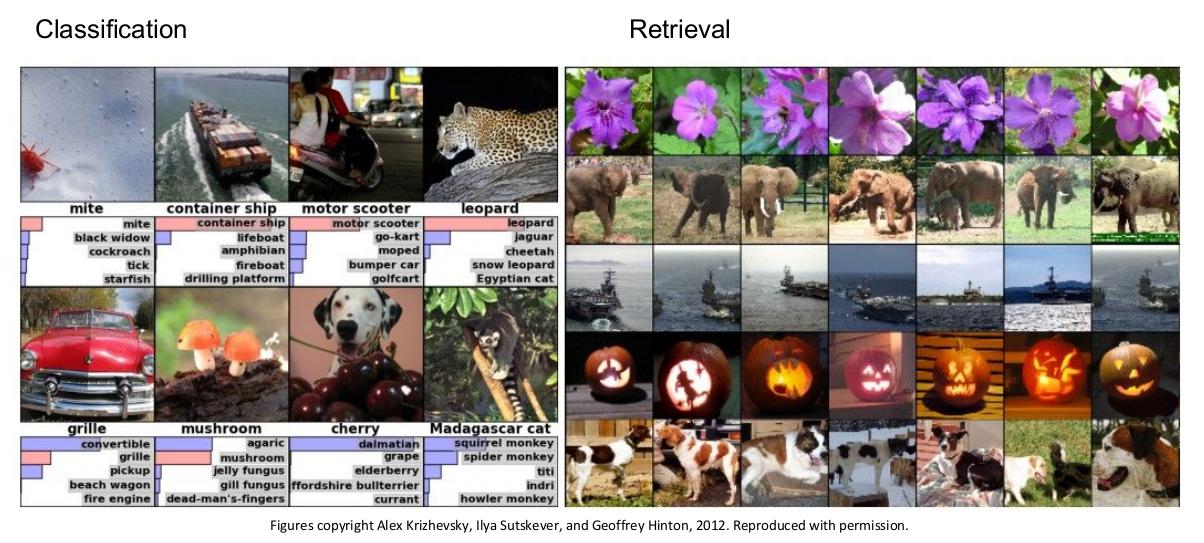 Classification
Retrieval
mite
container ship
motor scooter
leopard
mite
black widow
cockroach
tick
starfish
container ship
lifeboat
amphibian
fireboat
drilling platform
motor scooter
go-kart
moped
bumper car
golfcart
leopard
jaguar
cheetah
snow leopard
Egyptian cat
grille
mushroom
cherry
Madagascar cat
convertible
grille
pickup
beach wagon
fire engine
agaric
mushroom
jelly fungus
gill fungus
dead-man's-fingers
dalmatian
grape
elderberry
ffordshire bullterrier
currant
squirrel monkey
spider monkey
titi
indri
howler monkey
Figures copyright Alex Krizhevsky, Ilya Sutskever, and Geoffrey Hinton, 2012. Reproduced with permission.